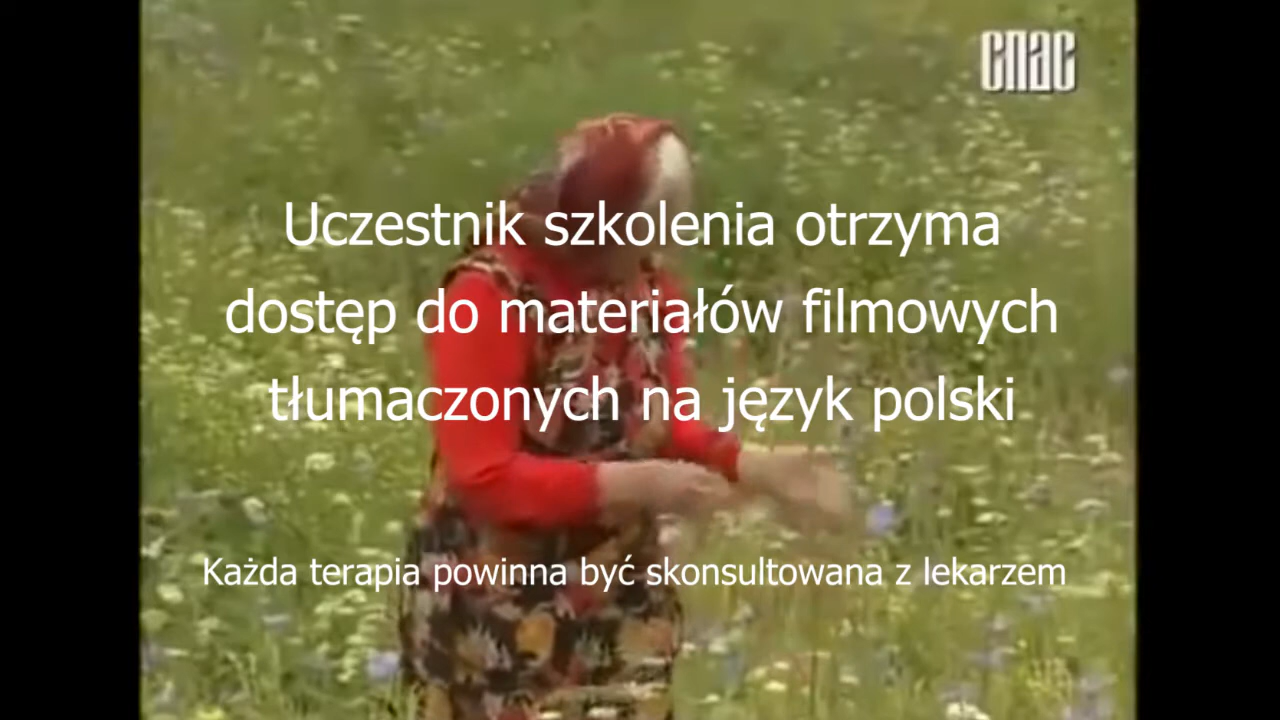 СПАС
Uczestnik szkolenia otrzyma
dostęp do materiałów filmowych
tłumaczonych na język polski
Każda terapia powinna być skonsultowana z lekarzem